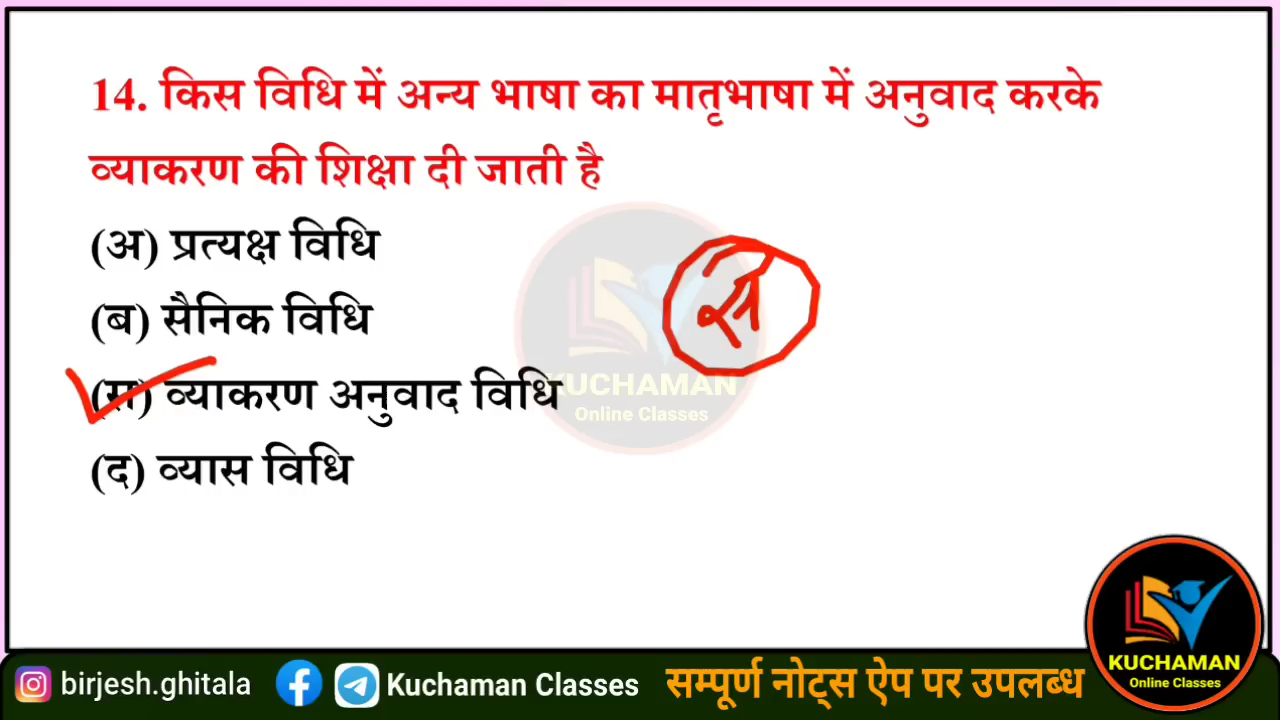 14. किस विधि में अन्य भाषा का मातृभाषा में अनुवाद करके
व्याकरण की शिक्षा दी जाती है
(अ) प्रत्यक्ष विधि
(ब) सैनिक विधि
(स) व्याकरण अनुवाद विधि
(द) व्यास विधि
स
KUCHAMAN
Online Classes
KUCHAMAN
Online Classes
birjesh.ghitala
Kuchaman Classes
सम्पूर्ण नोट्स ऐप पर उपलब्ध